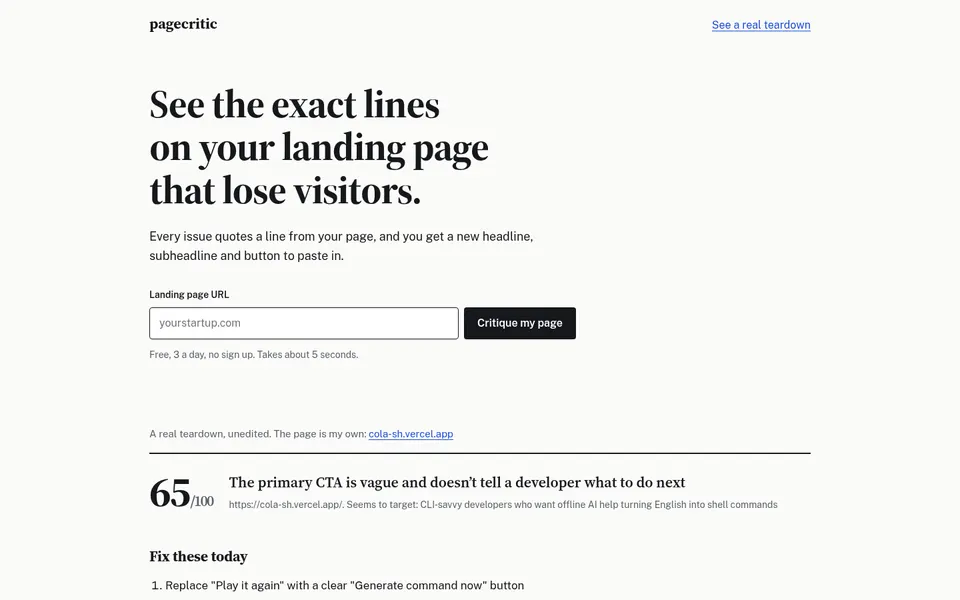 pagecritic
See a real teardown
See the exact lines
on your landing page
that lose visitors.
Every issue quotes a line from your page, and you get a new headline,
subheadline and button to paste in.
Landing page URL
yourstartup.com
Critique my page
Free, 3 a day, no sign up. Takes about 5 seconds.
A real teardown, unedited. The page is my own: cola-sh.vercel.app
65/100
The primary CTA is vague and doesn’t tell a developer what to do next
https://cola-sh.vercel.app/. Seems to target: CLI-savvy developers who want offline AI help turning English into shell commands
Fix these today
1. Replace "Play it again" with a clear "Generate command now" button